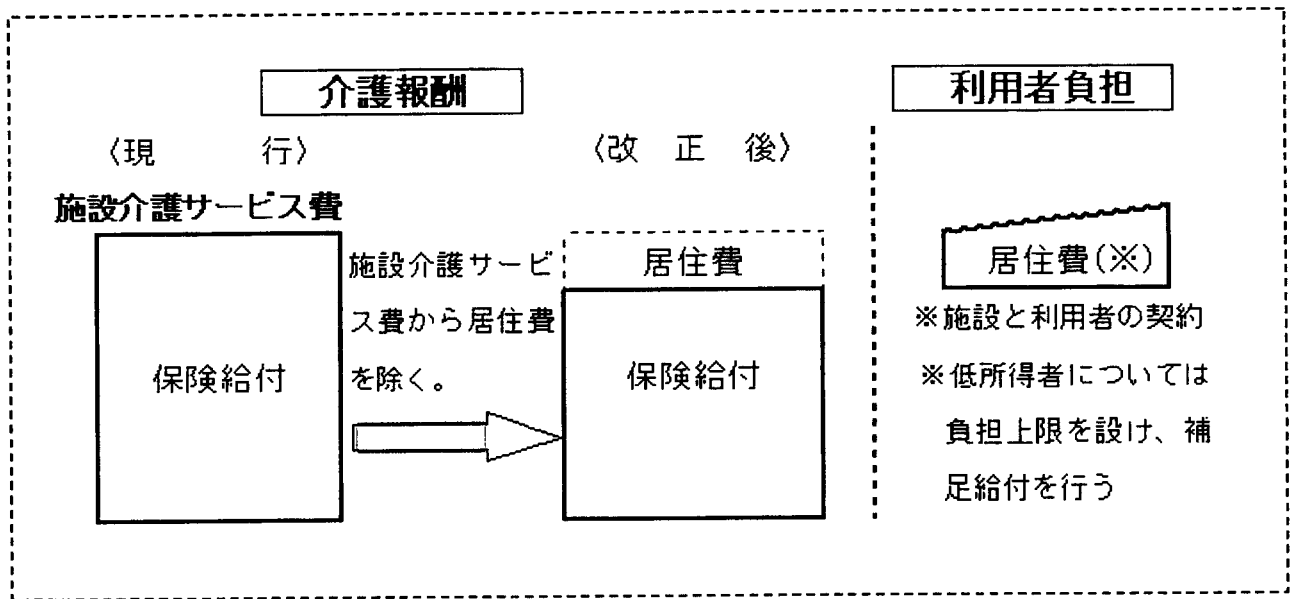 介護報酬
利用者負担
〈現　　行〉
〈改　正　後〉
施設介護サービス費
保険給付
施設介護サービ
ス費から居住費
を除く。
居住費
保険給付
居住費(※)
※施設と利用者の契約
※低所得者については
負担上限を設け、補
足給付を行う